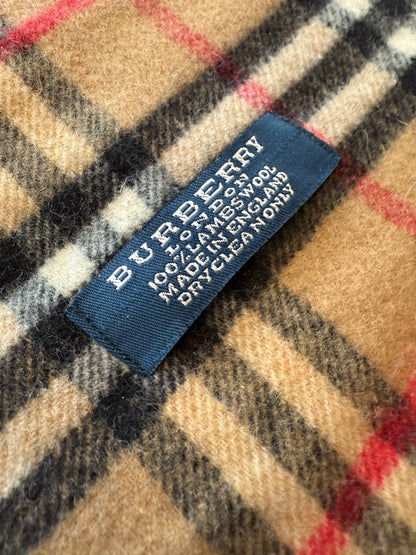 BURBERRY
LONDON
100% LAMBSWOOL
MADE IN ENGLAND
DRY CLEAN ONLY